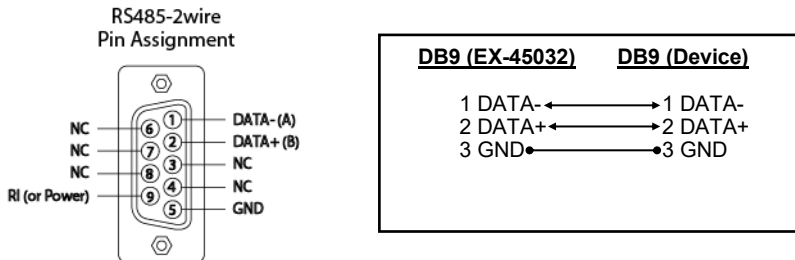 RS485-2wire
Pin Assignment
NC
NC
NC
RI (or Power)
6
7
8
9
1
2
3
4
5
DATA- (A)
DATA+ (B)
NC
NC
GND
DB9 (EX-45032) DB9 (Device)
1 DATA- 1 DATA-
2 DATA+ 2 DATA+
3 GND 3 GND